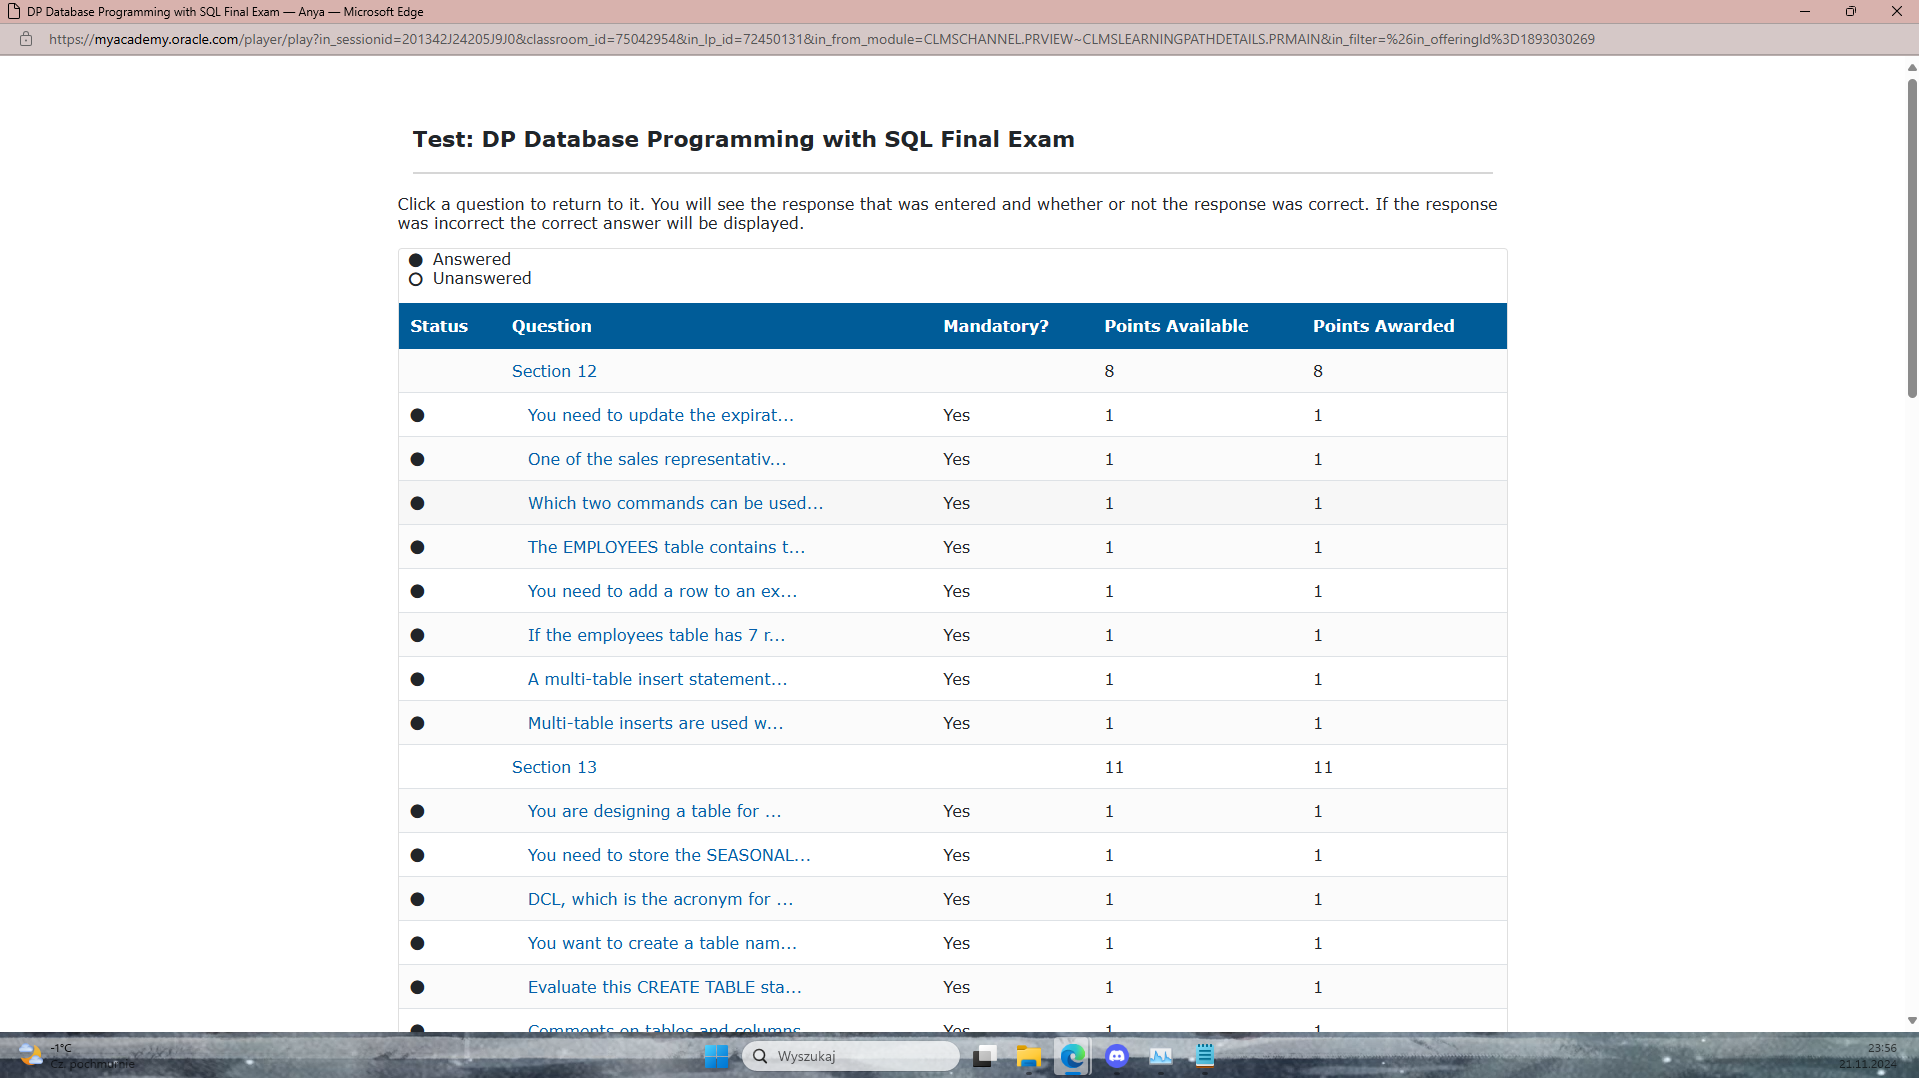 DP Database Programming with SQL Final Exam — Anya — Microsoft Edge
https://myacademy.oracle.com/player/play?in_sessionid=201342J24205J9J0&classroom_id=75042954&in_lp_id=72450131&in_from_module=CLMSCHANNEL.PRVIEW~CLMSLEARNINGPATHDETAILS.PRMAIN&in_filter=%26in_offeringId%3D1893030269
Test: DP Database Programming with SQL Final Exam
Click a question to return to it. You will see the response that was entered and whether or not the response was correct. If the response
was incorrect the correct answer will be displayed.
Answered
Unanswered
Status Question Mandatory? Points Available Points Awarded
Section 12 8 8
You need to update the expirat... Yes 1 1
One of the sales representativ... Yes 1 1
Which two commands can be used... Yes 1 1
The EMPLOYEES table contains t... Yes 1 1
You need to add a row to an ex... Yes 1 1
If the employees table has 7 r... Yes 1 1
A multi-table insert statement... Yes 1 1
Multi-table inserts are used w... Yes 1 1
Section 13 11 11
You are designing a table for ... Yes 1 1
You need to store the SEASONAL... Yes 1 1
DCL, which is the acronym for ... Yes 1 1
You want to create a table nam... Yes 1 1
Evaluate this CREATE TABLE sta... Yes 1 1
Comments on tables and columns... Yes 1 1
-1°C
Cz. pochmurnie
Wyszukaj
23:56
21.11.2024